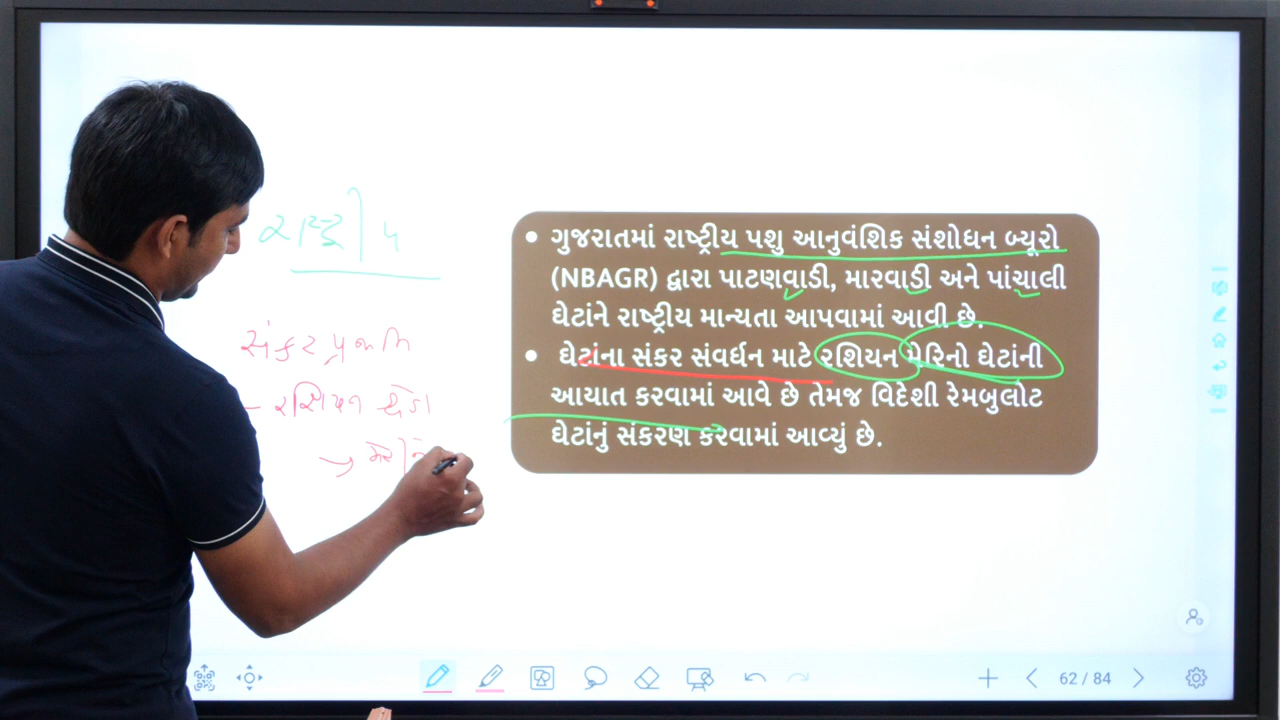 સંકર પ્રજાતિ
- રશિયન ઘેટા
ગુજરાતમાં રાષ્ટ્રીય પશુ આનુવંશિક સંશોધન બ્યૂરો
(NBAGR) દ્વારા પાટણવાડી, મારવાડી અને પાંચાલી
ઘેટાંને રાષ્ટ્રીય માન્યતા આપવામાં આવી છે.
ઘેટાંના સંકર સંવર્ધન માટે રશિયન મેરિનો ઘેટાંની
આયાત કરવામાં આવે છે તેમજ વિદેશી રેમબુલોટ
ઘેટાંનું સંકરણ કરવામાં આવ્યું છે.
62 / 84